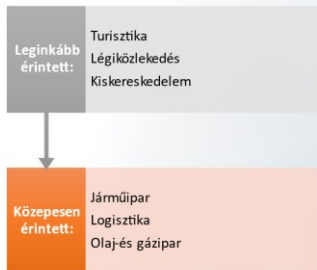 Leginkább
érintett:
Turisztika
Légiközlekedés
Kiskereskedelem
Közepesen
érintett:
Járműipar
Logisztika
Olaj-és gázipar